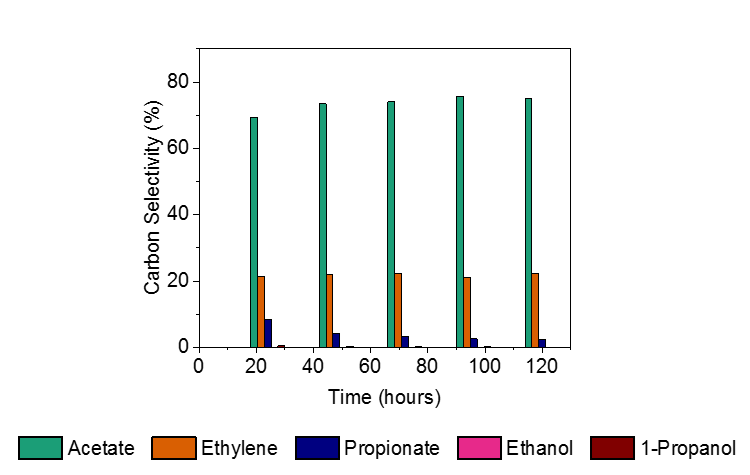 Carbon Selectivity (%)
80
60
40
20
0
0 20 40 60 80 100 120
Time (hours)
Acetate Ethylene Propionate Ethanol 1-Propanol